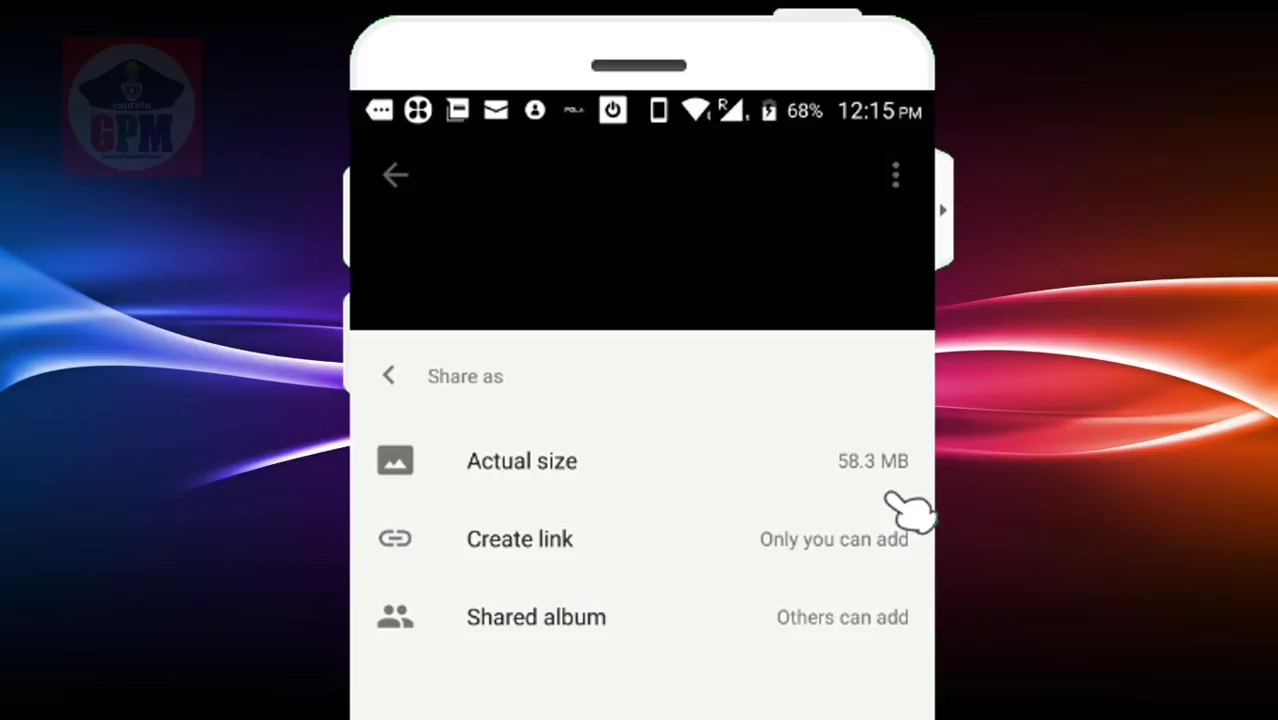 captain
GPM
R
68% 12:15 PM
Share as
Actual size 58.3 MB
Create link Only you can add
Shared album Others can add